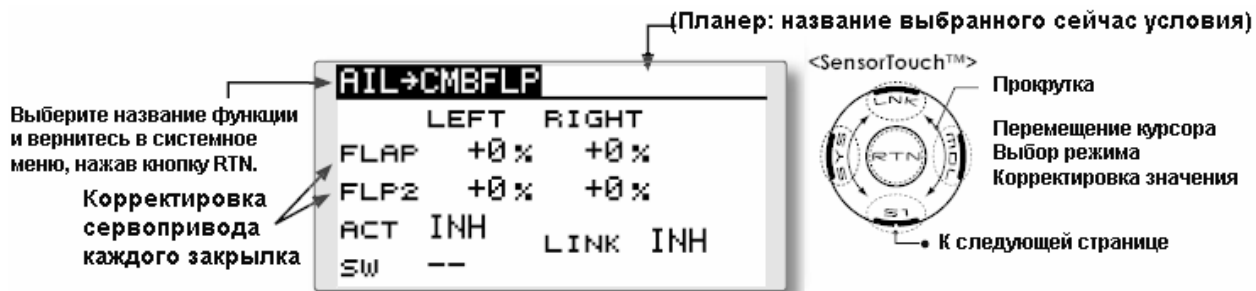 (Планер: название выбранного сейчас условия)
<SensorTouch™>
AIL→CMBFLP
LEFT RIGHT
FLAP +0% +0%
FLP2 +0% +0%
ACT INH LINK INH
SW --
Выберите название функции
и вернитесь в системное
меню, нажав кнопку RTN.
Корректировка
сервопривода
каждого закрылка
LNK
SYS
RTN
MDL
S1
Прокрутка
Перемещение курсора
Выбор режима
Корректировка значения
К следующей странице